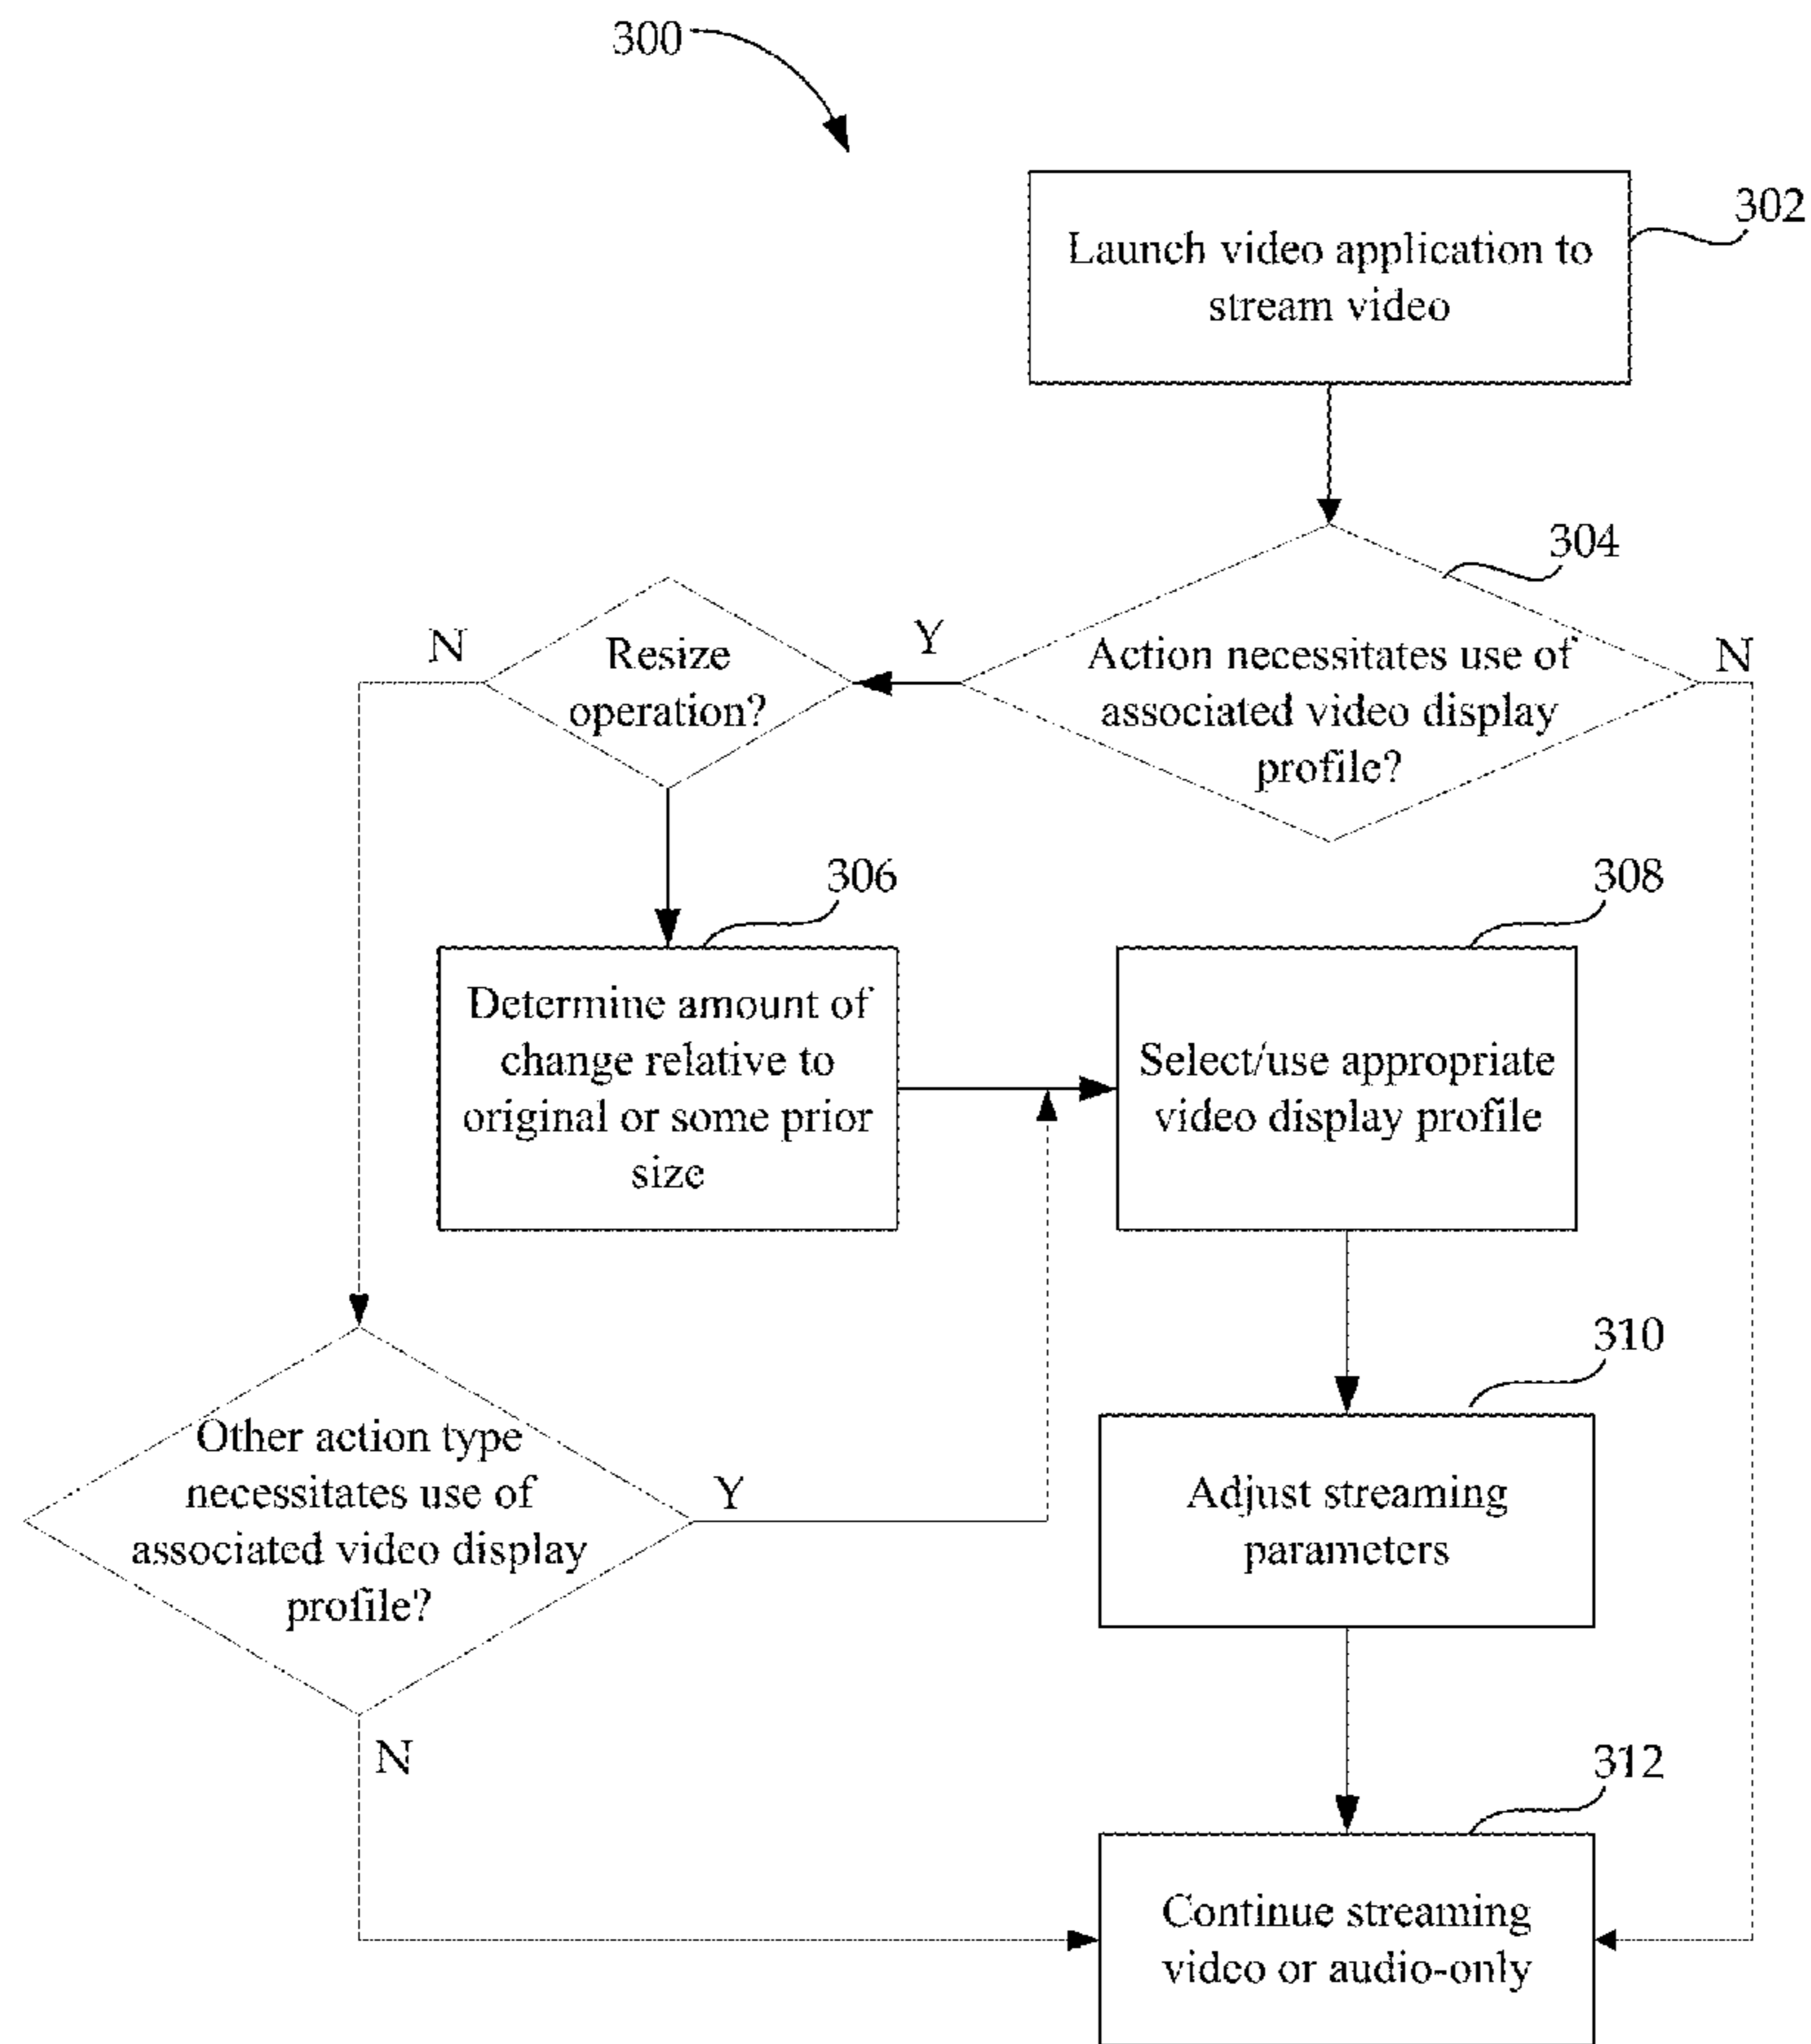 300
302
Launch video application to
stream video
304
Action necessitates use of
associated video display
profile?
Y
N
Resize
operation?
N
306
Determine amount of
change relative to
original or some prior
size
308
Select/use appropriate
video display profile
Other action type
necessitates use of
associated video display
profile?
Y
N
310
Adjust streaming
parameters
312
Continue streaming
video or audio-only